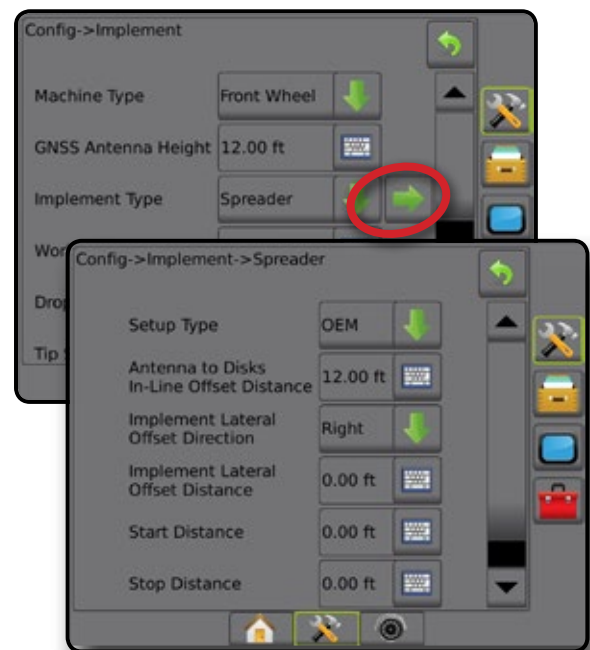 Config->Implement
Machine Type Front Wheel
GNSS Antenna Height 12.00 ft
Implement Type Spreader
Config->Implement->Spreader
Setup Type OEM
Antenna to Disks
In-Line Offset Distance 12.00 ft
Implement Lateral
Offset Direction Right
Implement Lateral
Offset Distance 0.00 ft
Start Distance 0.00 ft
Stop Distance 0.00 ft